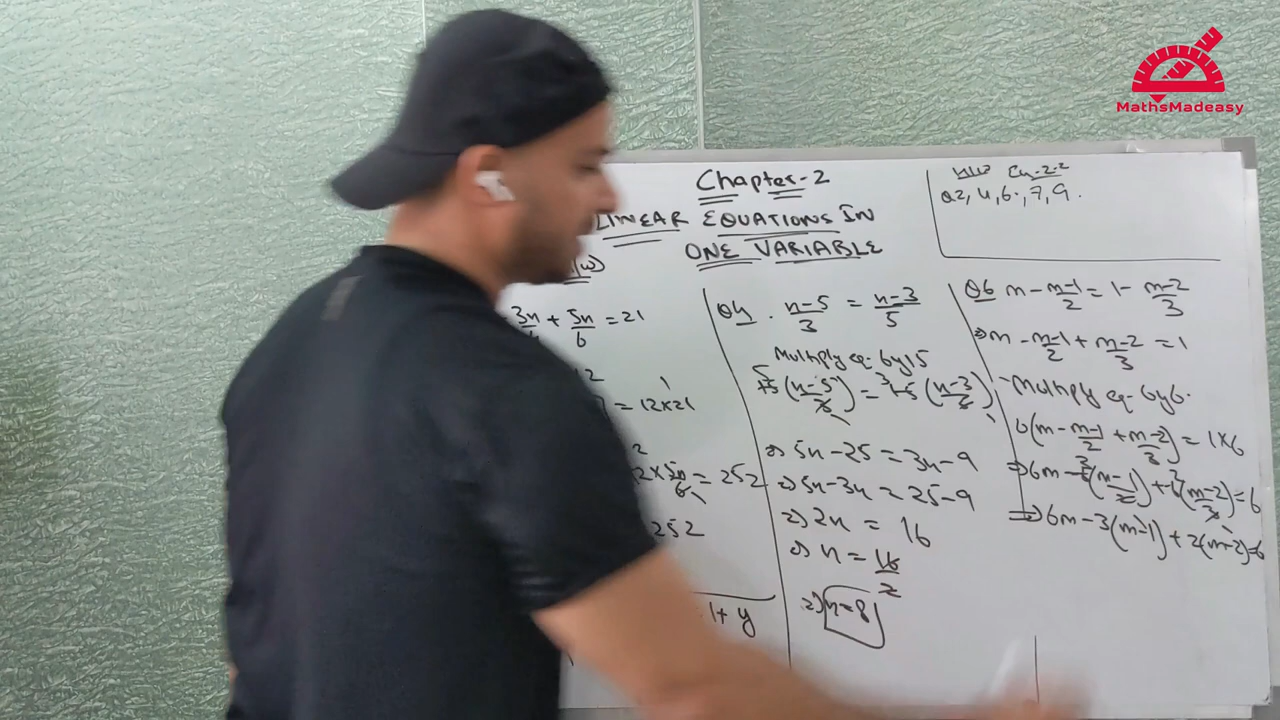 MathsMadeasy
Chapter-2
LINEAR EQUATIONS IN
ONE VARIABLE
Q2, 4, 6, 7, 9.
3n/4 + 5n/6 = 21
= 12×21
2×5n/6 = 252
252
1+y
Q4. n-5/3 = n-3/5
Multiply eq. by 15
15(n-5/3) = 15(n-3/5)
⇒ 5n-25 = 3n-9
⇒ 5n-3n = 25-9
⇒ 2n = 16
⇒ n = 16/2
⇒ n=8
Q6 m - m-1/2 = 1- m-2/3
⇒ m - m-1/2 + m-2/3 = 1
Multiply eq. by 6.
6(m - m-1/2 + m-2/3) = 1×6
⇒ 6m - 6(m-1/2) + 6(m-2/3) = 6
⇒ 6m-3(m-1) + 2(m-2)=6